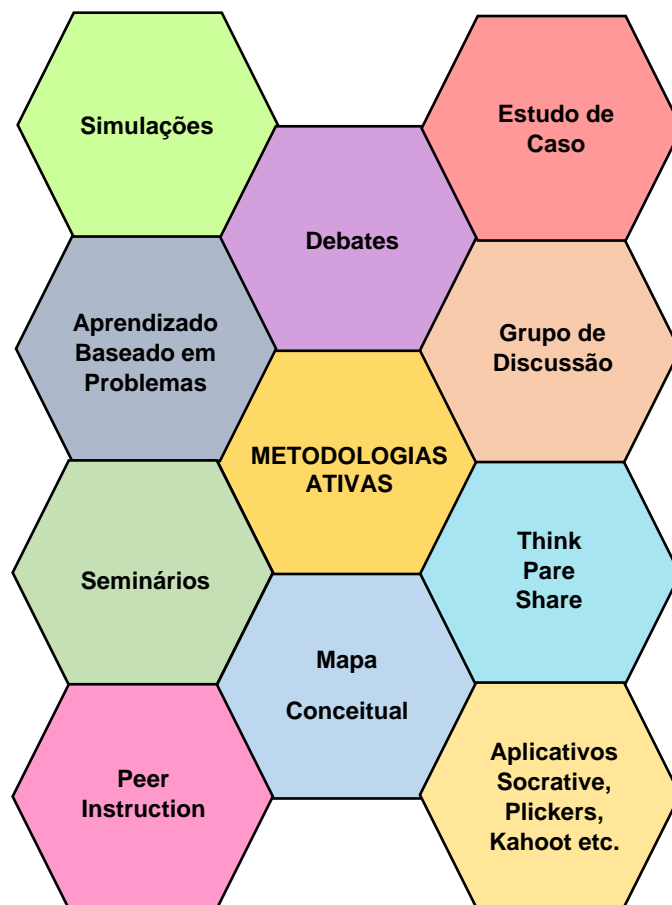 Simulações
Estudo de
Caso
Debates
Aprendizado
Baseado em
Problemas
Grupo de
Discussão
METODOLOGIAS
ATIVAS
Seminários
Think
Pare
Share
Mapa
Conceitual
Peer
Instruction
Aplicativos
Socrative,
Plickers,
Kahoot etc.